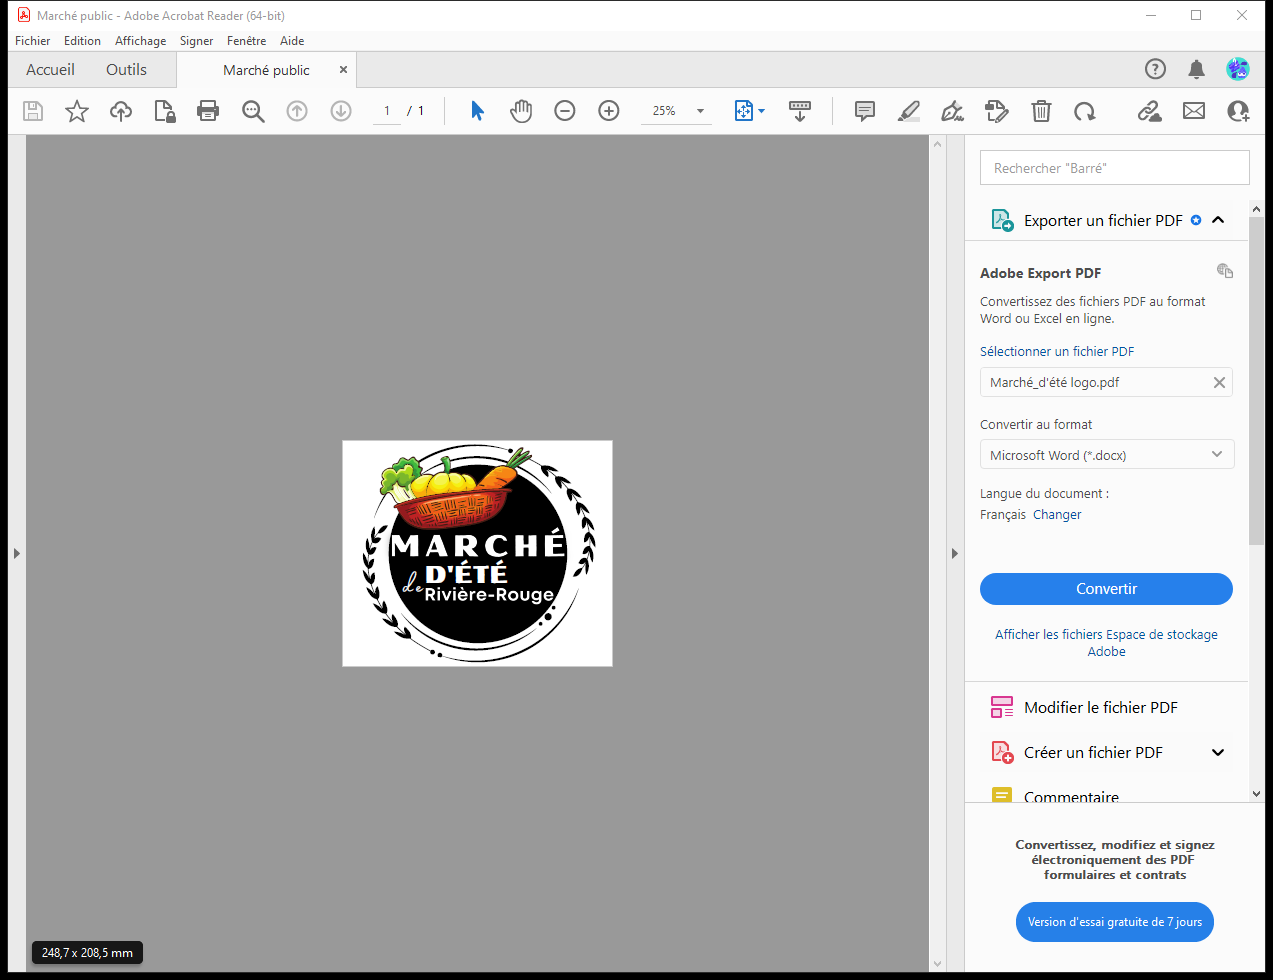 Marché public - Adobe Acrobat Reader (64-bit)
Fichier Edition Affichage Signer Fenêtre Aide
Accueil Outils Marché public
1 / 1 25%
Rechercher "Barré"
Exporter un fichier PDF
Adobe Export PDF
Convertissez des fichiers PDF au format
Word ou Excel en ligne.
Sélectionner un fichier PDF
Marché_d'été logo.pdf
Convertir au format
Microsoft Word (*.docx)
Langue du document :
Français Changer
Convertir
Afficher les fichiers Espace de stockage
Adobe
Modifier le fichier PDF
Créer un fichier PDF
Commentaire
Convertissez, modifiez et signez
électroniquement des PDF
formulaires et contrats
Version d'essai gratuite de 7 jours
MARCHÉ
D'ÉTÉ
de Rivière-Rouge
248,7 x 208,5 mm